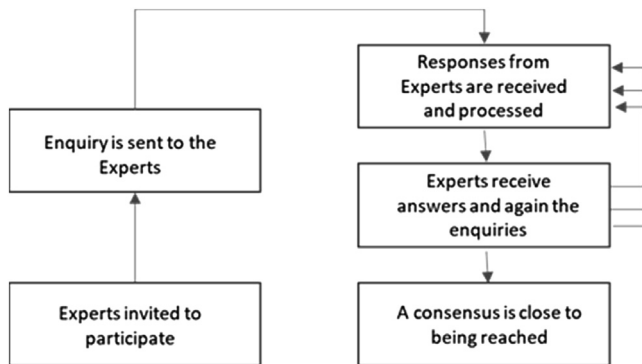 Experts invited to
participate
Enquiry is sent to the
Experts
Responses from
Experts are received
and processed
Experts receive
answers and again the
enquiries
A consensus is close to
being reached